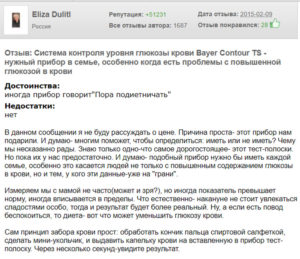 Eliza Dulitl
Россия
Репутация: +51231
Все отзывы автора: 1687
Дата отзыва: 2015-02-09
Отзыв понравился: 28
Отзыв: Система контроля уровня глюкозы крови Bayer Contour TS -
нужный прибор в семье, особенно когда есть проблемы с повышенной
глюкозой в крови
Достоинства:
иногда прибор говорит"Пора подиетничать"
Недостатки:
нет
В данном сообщении я не буду рассуждать о цене. Причина проста- этот прибор нам
подарили. И думаю- многим поможет, чтобы определиться: иметь или не иметь? Чему
мы несказанно рады. Знаю только одно-что самое дорогостоящее- этот тест-полоски.
Но пока их у нас предостаточно. И думаю- подобный прибор нужно бы иметь каждой
семье, особенно это касается людей не только с повышенным содержанием глюкозы
в крови, но и тем, у кого эти данные-уже на "грани".
Измеряем мы с мамой не часто(может и зря?), но иногда показатель превышает
норму, иногда вписывается в пределы. Что естественно- накануне не стоит увлекаться
сладостями особо, тогда и результат будет более реальный. Ну, а если есть повод
беспокоиться, то диета- вот что может уменьшить глюкозу крови.
Сам принцип забора крови прост: обработать кончик пальца спиртовой салфеткой,
сделать мини-укольчик, и выдавить капельку крови на вставленную в прибор тест-
полоску. Через несколько секунд-увидите результат.